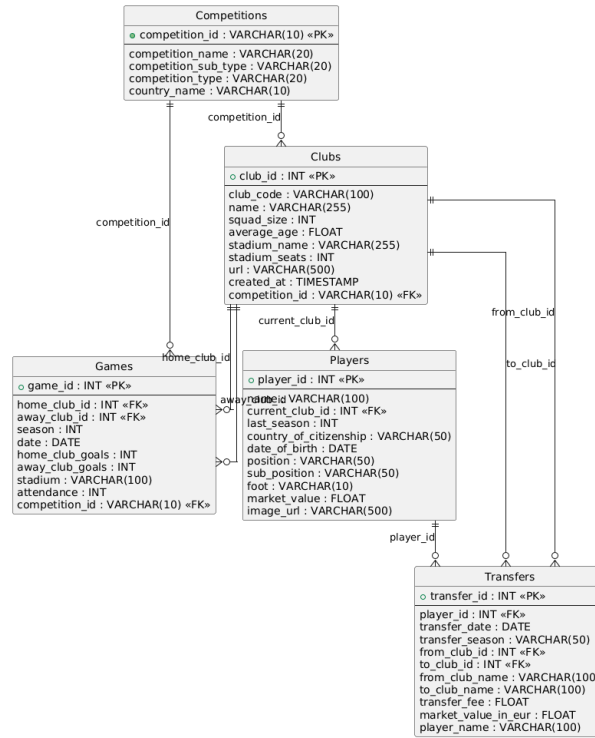 Competitions
competition_id : VARCHAR(10) «PK»
competition_name : VARCHAR(20)
competition_sub_type : VARCHAR(20)
competition_type : VARCHAR(20)
country_name : VARCHAR(10)
competition_id
Clubs
club_id : INT «PK»
club_code : VARCHAR(100)
name : VARCHAR(255)
squad_size : INT
average_age : FLOAT
stadium_name : VARCHAR(255)
stadium_seats : INT
url : VARCHAR(500)
created_at : TIMESTAMP
competition_id : VARCHAR(10) «FK»
competition_id
current_club_id
from_club_id
home_club_id
to_club_id
Games
game_id : INT «PK»
home_club_id : INT «FK»
away_club_id : INT «FK»
season : INT
date : DATE
home_club_goals : INT
away_club_goals : INT
stadium : VARCHAR(100)
attendance : INT
competition_id : VARCHAR(10) «FK»
Players
player_id : INT «PK»
: VARCHAR(100)
current_club_id : INT «FK»
last_season : INT
country_of_citizenship : VARCHAR(50)
date_of_birth : DATE
position : VARCHAR(50)
sub_position : VARCHAR(50)
foot : VARCHAR(10)
market_value : FLOAT
image_url : VARCHAR(500)
player_id
Transfers
transfer_id : INT «PK»
player_id : INT «FK»
transfer_date : DATE
transfer_season : VARCHAR(50)
from_club_id : INT «FK»
to_club_id : INT «FK»
from_club_name : VARCHAR(100
to_club_name : VARCHAR(100)
transfer_fee : FLOAT
market_value_in_eur : FLOAT
player_name : VARCHAR(100)